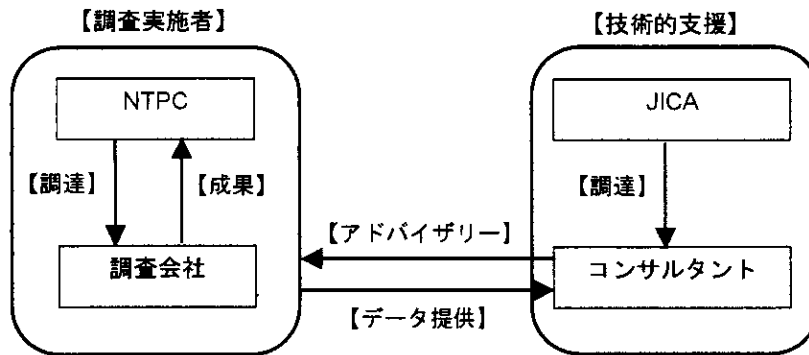 【調査実施者】
NTPC
【調達】
【成果】
調査会社
【アドバイザリー】
【データ提供】
【技術的支援】
JICA
【調達】
コンサルタント